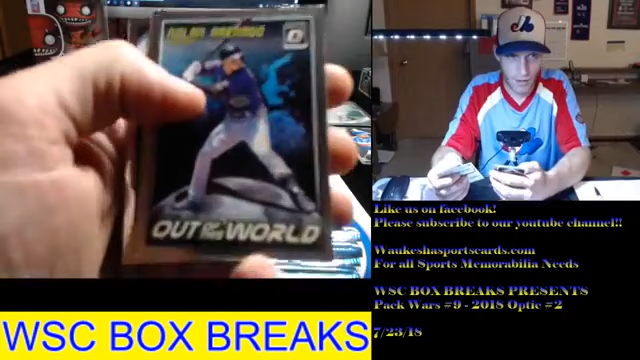 NOLAN ARENADO
OUT OF THIS WORLD
WSC BOX BREAKS
Like us on facebook!
Please subscribe to our youtube channel!!
Waukeshasportscards.com
For all Sports Memorabilia Needs
WSC BOX BREAKS PRESENTS
Pack Wars #9 - 2018 Optic #2
7/23/18